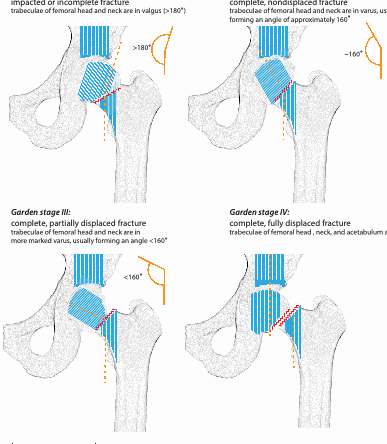 impacted or incomplete fracture
trabeculae of femoral head and neck are in valgus (>180°)
>180°
complete, nondisplaced fracture
trabeculae of femoral head and neck are in varus, us
forming an angle of approximately 160°
~160°
Garden stage III:
complete, partially displaced fracture
trabeculae of femoral head and neck are in
more marked varus, usually forming an angle <160°
<160°
Garden stage IV:
complete, fully displaced fracture
trabeculae of femoral head , neck, and acetabulum a